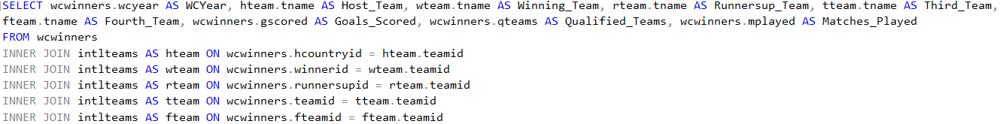 SELECT wcwinners.wcyear AS WCYear, hteam.tname AS Host_Team, wteam.tname AS Winning_Team, rteam.tname AS Runnersup_Team, tteam.tname AS Third_Team,
fteam.tname AS Fourth_Team, wcwinners.gscored AS Goals_Scored, wcwinners.qteams AS Qualified_Teams, wcwinners.mplayed AS Matches_Played
FROM wcwinners
INNER JOIN intlteams AS hteam ON wcwinners.hcountryid = hteam.teamid
INNER JOIN intlteams AS wteam ON wcwinners.winnerid = wteam.teamid
INNER JOIN intlteams AS rteam ON wcwinners.runnersupid = rteam.teamid
INNER JOIN intlteams AS tteam ON wcwinners.teamid = tteam.teamid
INNER JOIN intlteams AS fteam ON wcwinners.fteamid = fteam.teamid